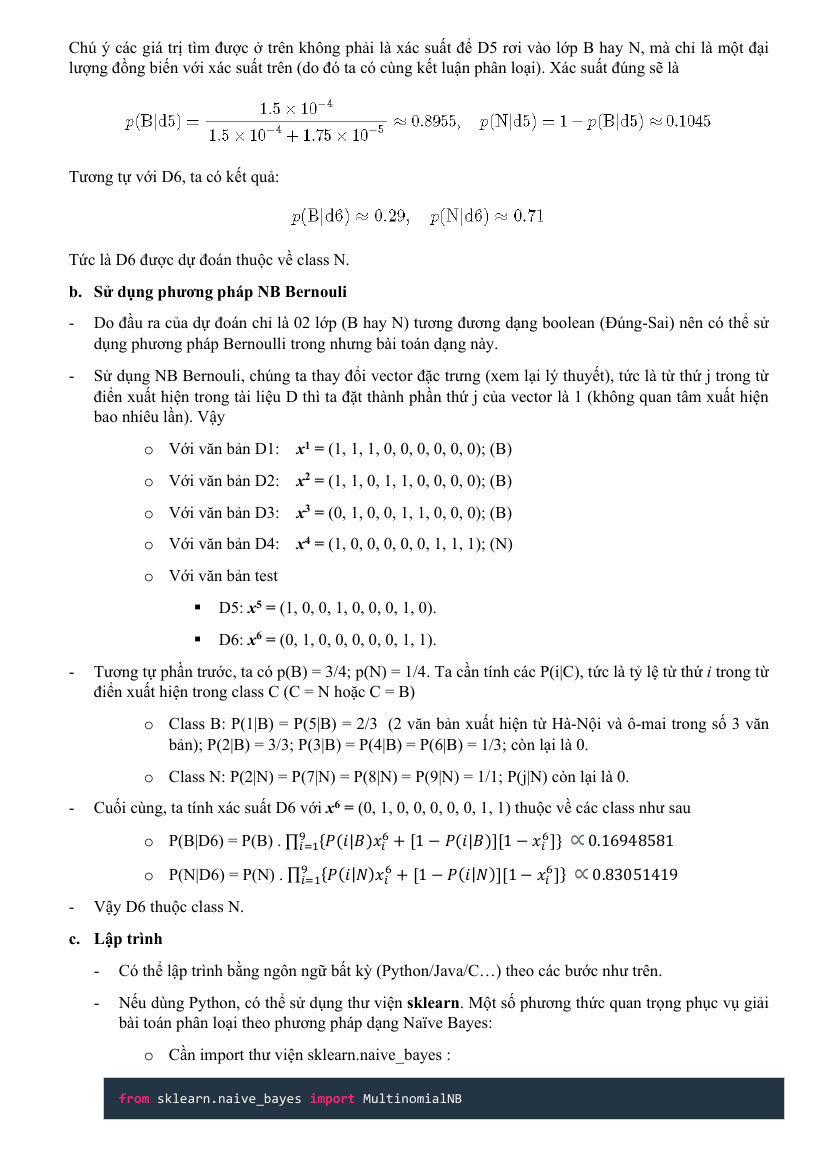 Chú ý các giá trị tìm được ở trên không phải là xác suất để D5 rơi vào lớp B hay N, mà chỉ là một đại
lượng đồng biến với xác suất trên (do đó ta có cùng kết luận phân loại). Xác suất đúng sẽ là
p(B|d5) = 1.5 × 10⁻⁴ / (1.5 × 10⁻⁴ + 1.75 × 10⁻⁵) ≈ 0.8955, p(N|d5) = 1 − p(B|d5) ≈ 0.1045
Tương tự với D6, ta có kết quả:
p(B|d6) ≈ 0.29, p(N|d6) ≈ 0.71
Tức là D6 được dự đoán thuộc về class N.
b. Sử dụng phương pháp NB Bernouli
- Do đầu ra của dự đoán chỉ là 02 lớp (B hay N) tương đương dạng boolean (Đúng-Sai) nên có thể sử
dụng phương pháp Bernoulli trong nhưng bài toán dạng này.
- Sử dụng NB Bernouli, chúng ta thay đổi vector đặc trưng (xem lại lý thuyết), tức là từ thứ j trong từ
điển xuất hiện trong tài liệu D thì ta đặt thành phần thứ j của vector là 1 (không quan tâm xuất hiện
bao nhiêu lần). Vậy
o Với văn bản D1: x¹ = (1, 1, 1, 0, 0, 0, 0, 0, 0); (B)
o Với văn bản D2: x² = (1, 1, 0, 1, 1, 0, 0, 0, 0); (B)
o Với văn bản D3: x³ = (0, 1, 0, 0, 1, 1, 0, 0, 0); (B)
o Với văn bản D4: x⁴ = (1, 0, 0, 0, 0, 0, 1, 1, 1); (N)
o Với văn bản test
▪ D5: x⁵ = (1, 0, 0, 1, 0, 0, 0, 1, 0).
▪ D6: x⁶ = (0, 1, 0, 0, 0, 0, 0, 1, 1).
- Tương tự phần trước, ta có p(B) = 3/4; p(N) = 1/4. Ta cần tính các P(i|C), tức là tỷ lệ từ thứ i trong từ
điển xuất hiện trong class C (C = N hoặc C = B)
o Class B: P(1|B) = P(5|B) = 2/3 (2 văn bản xuất hiện từ Hà-Nội và ô-mai trong số 3 văn
bản); P(2|B) = 3/3; P(3|B) = P(4|B) = P(6|B) = 1/3; còn lại là 0.
o Class N: P(2|N) = P(7|N) = P(8|N) = P(9|N) = 1/1; P(j|N) còn lại là 0.
- Cuối cùng, ta tính xác suất D6 với x⁶ = (0, 1, 0, 0, 0, 0, 0, 1, 1) thuộc về các class như sau
o P(B|D6) = P(B) . ∏⁹ᵢ₌₁{P(i|B)xᵢ⁶ + [1 − P(i|B)][1 − xᵢ⁶]} ∝ 0.16948581
o P(N|D6) = P(N) . ∏⁹ᵢ₌₁{P(i|N)xᵢ⁶ + [1 − P(i|N)][1 − xᵢ⁶]} ∝ 0.83051419
- Vậy D6 thuộc class N.
c. Lập trình
- Có thể lập trình bằng ngôn ngữ bất kỳ (Python/Java/C…) theo các bước như trên.
- Nếu dùng Python, có thể sử dụng thư viện sklearn. Một số phương thức quan trọng phục vụ giải
bài toán phân loại theo phương pháp dạng Naïve Bayes:
o Cần import thư viện sklearn.naive_bayes :
from sklearn.naive_bayes import MultinomialNB